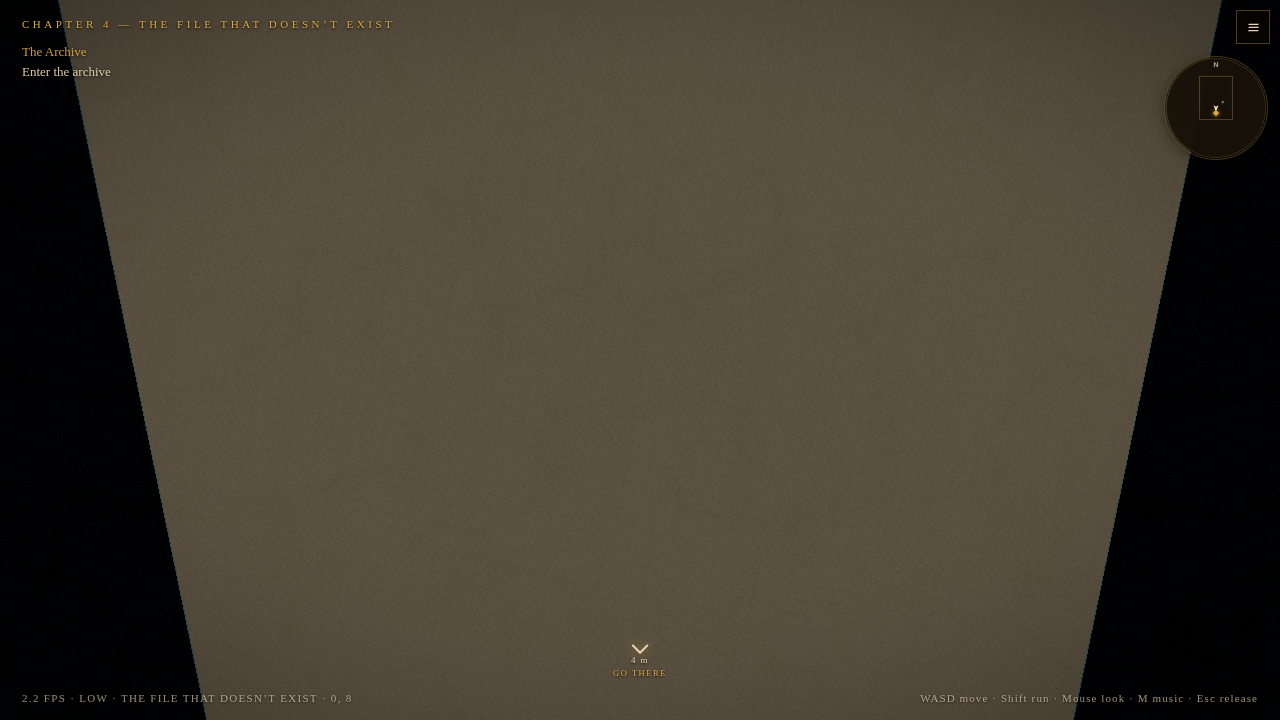 CHAPTER 4 — THE FILE THAT DOESN'T EXIST
The Archive
Enter the archive
N
4 m
GO THERE
2.2 FPS · LOW · THE FILE THAT DOESN'T EXIST · 0, 8
WASD move · Shift run · Mouse look · M music · Esc release